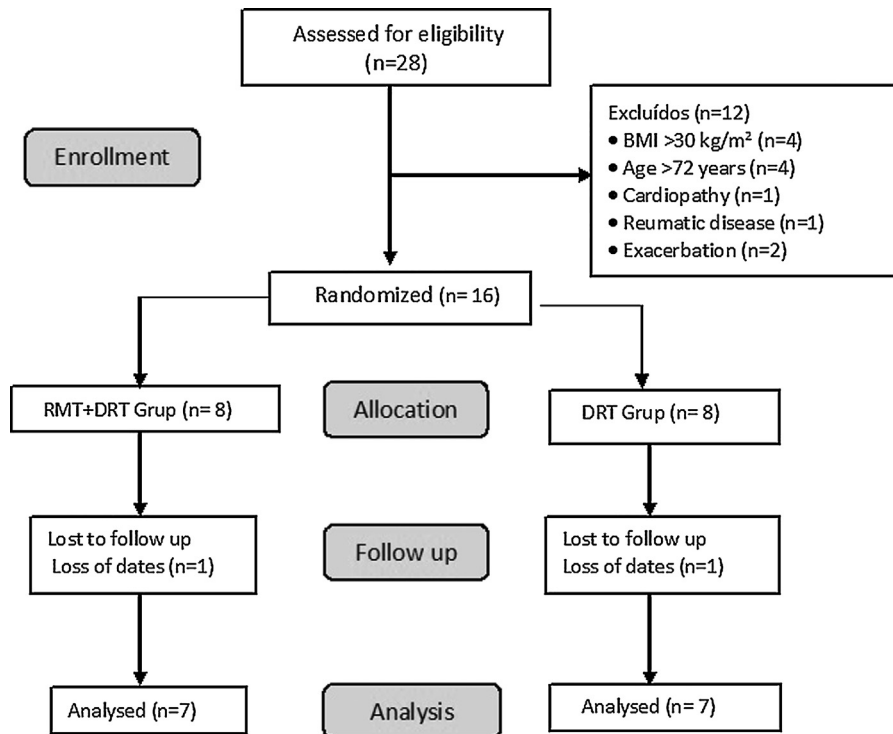 Assessed for eligibility
(n=28)
Enrollment
Excluídos (n=12)
• BMI >30 kg/m² (n=4)
• Age >72 years (n=4)
• Cardiopathy (n=1)
• Reumatic disease (n=1)
• Exacerbation (n=2)
Randomized (n= 16)
RMT+DRT Grup (n= 8)
Allocation
DRT Grup (n= 8)
Lost to follow up
Loss of dates (n=1)
Follow up
Lost to follow up
Loss of dates (n=1)
Analysed (n=7)
Analysis
Analysed (n= 7)